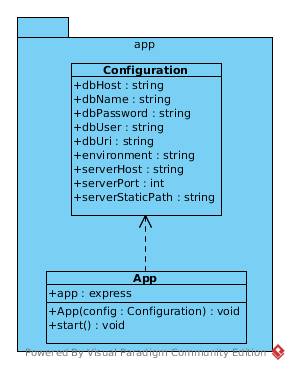 app
Configuration
+dbHost : string
+dbName : string
+dbPassword : string
+dbUser : string
+dbUri : string
+environment : string
+serverHost : string
+serverPort : int
+serverStaticPath : string
App
+app : express
+App(config : Configuration) : void
+start() : void
Powered By Visual Paradigm Community Edition